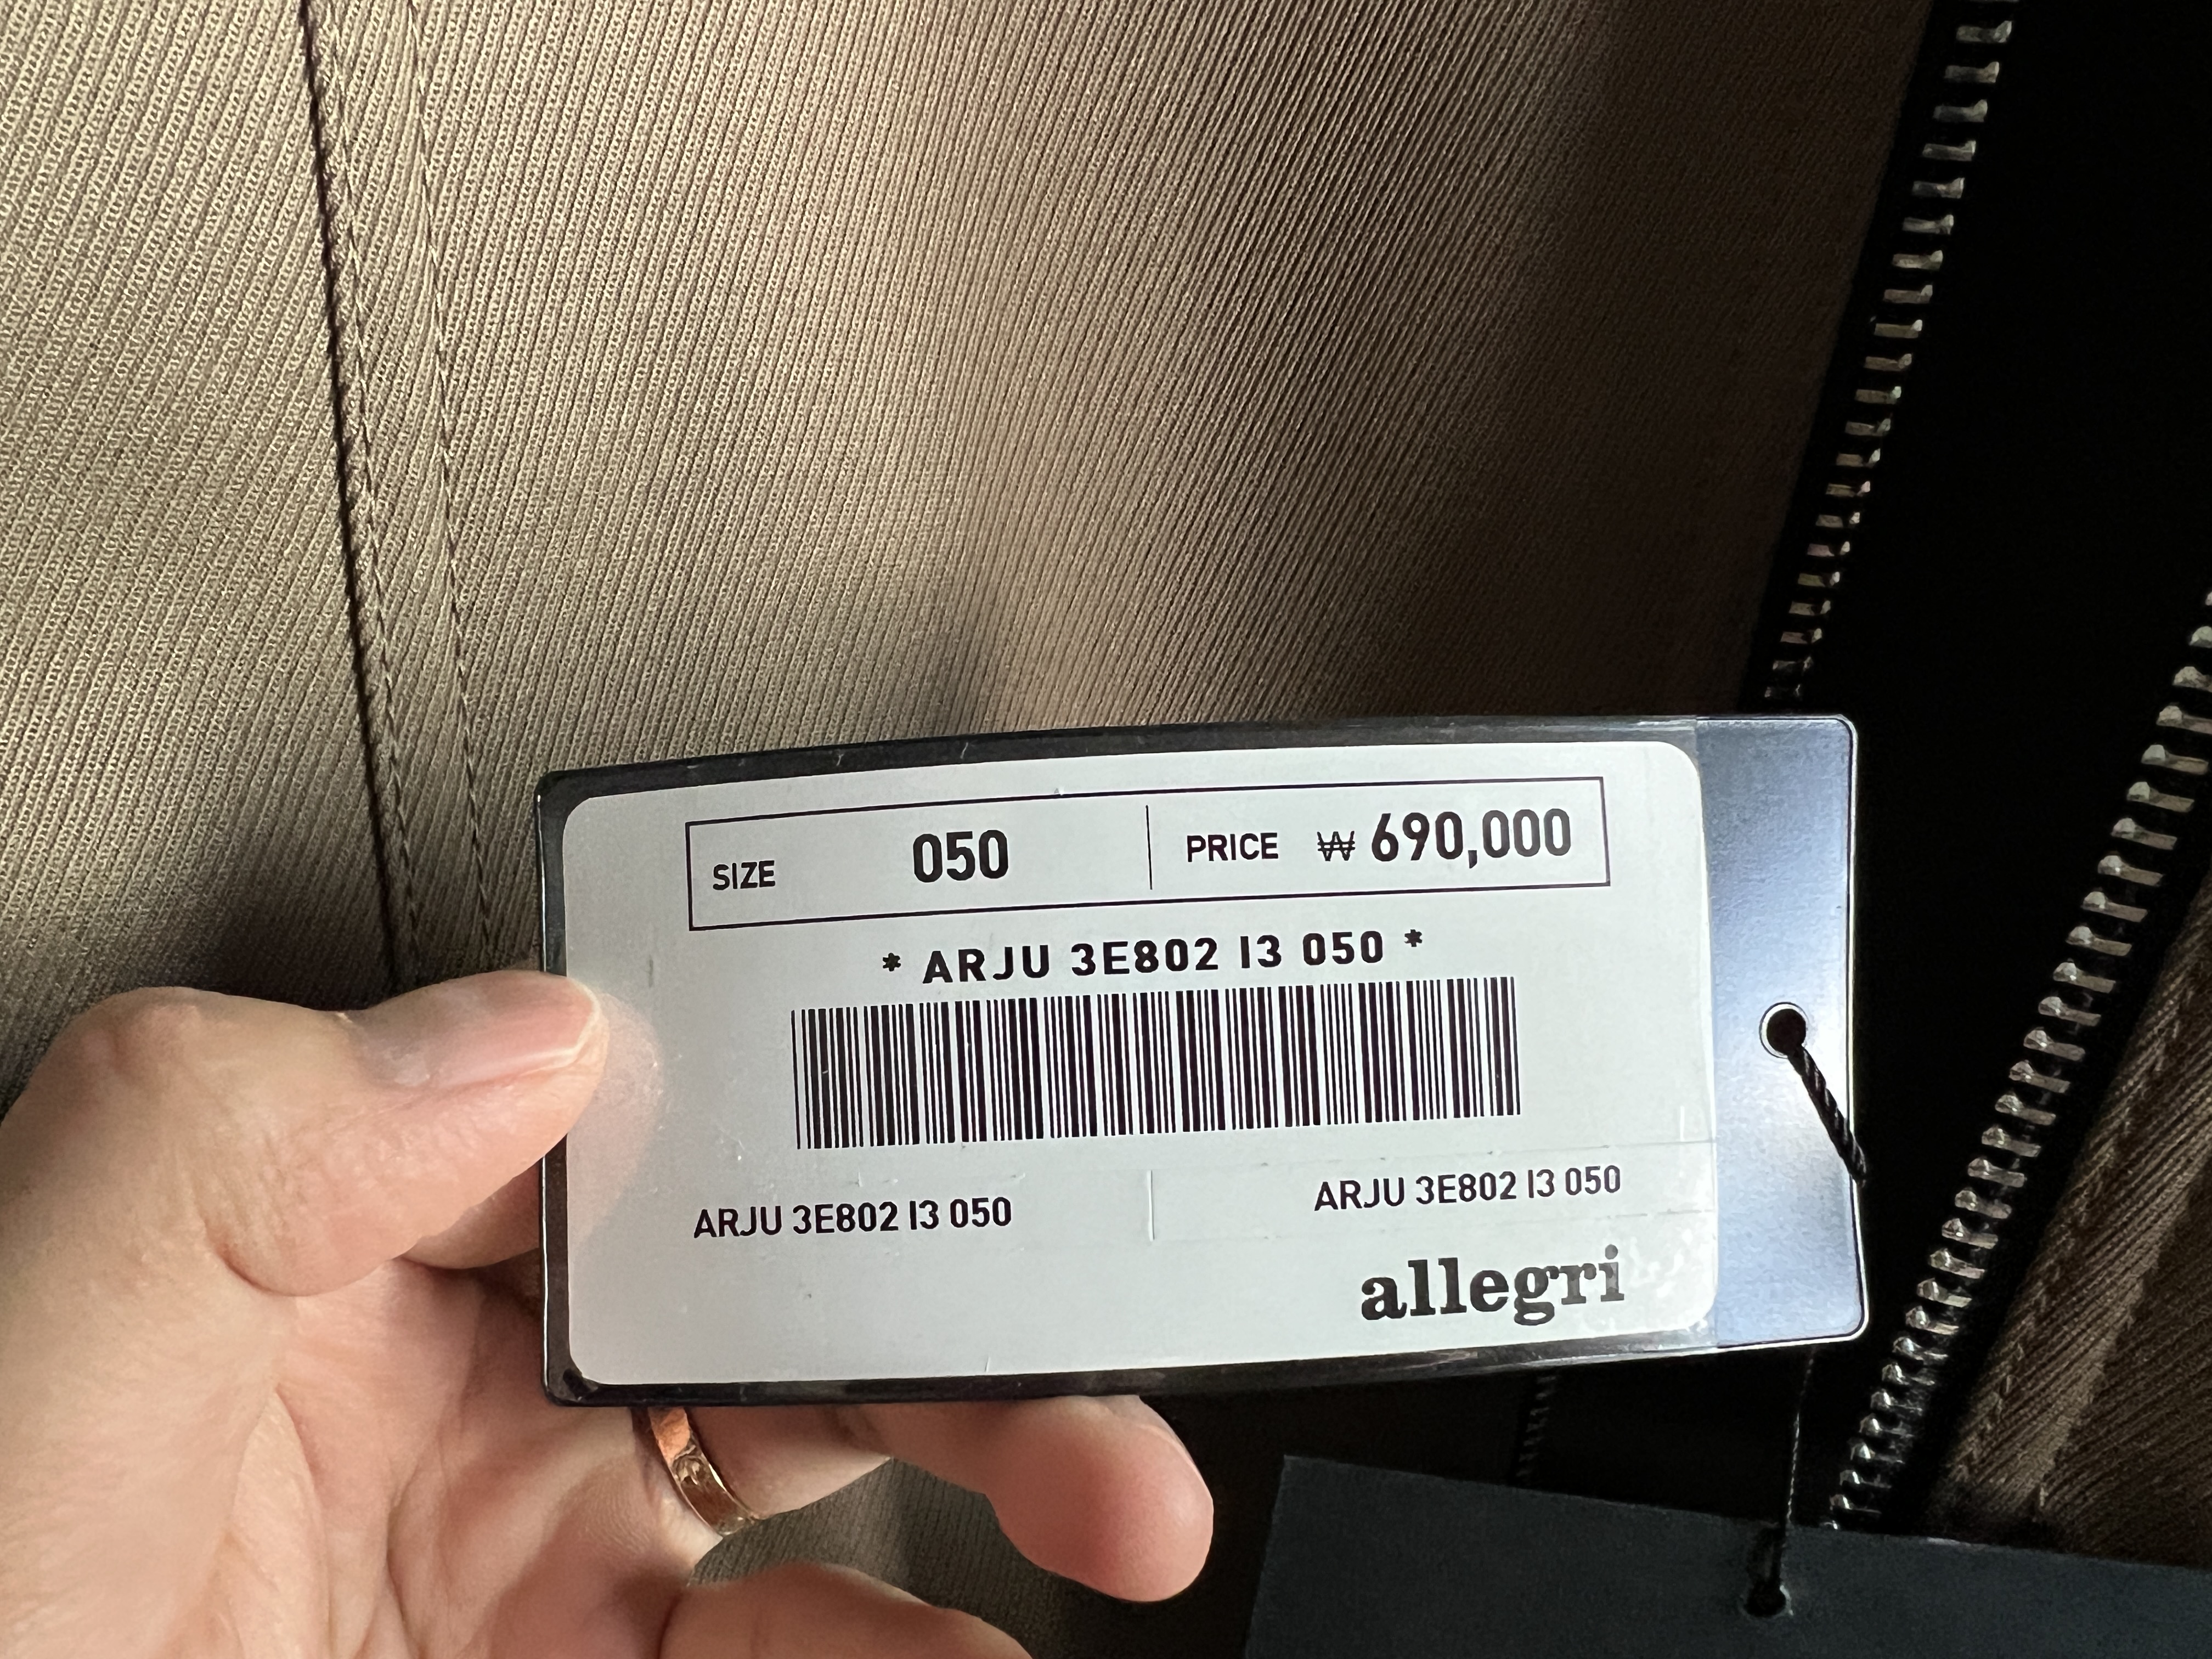 SIZE 050 PRICE ₩ 690,000
* ARJU 3E802 I3 050 *
ARJU 3E802 I3 050 ARJU 3E802 I3 050
allegri